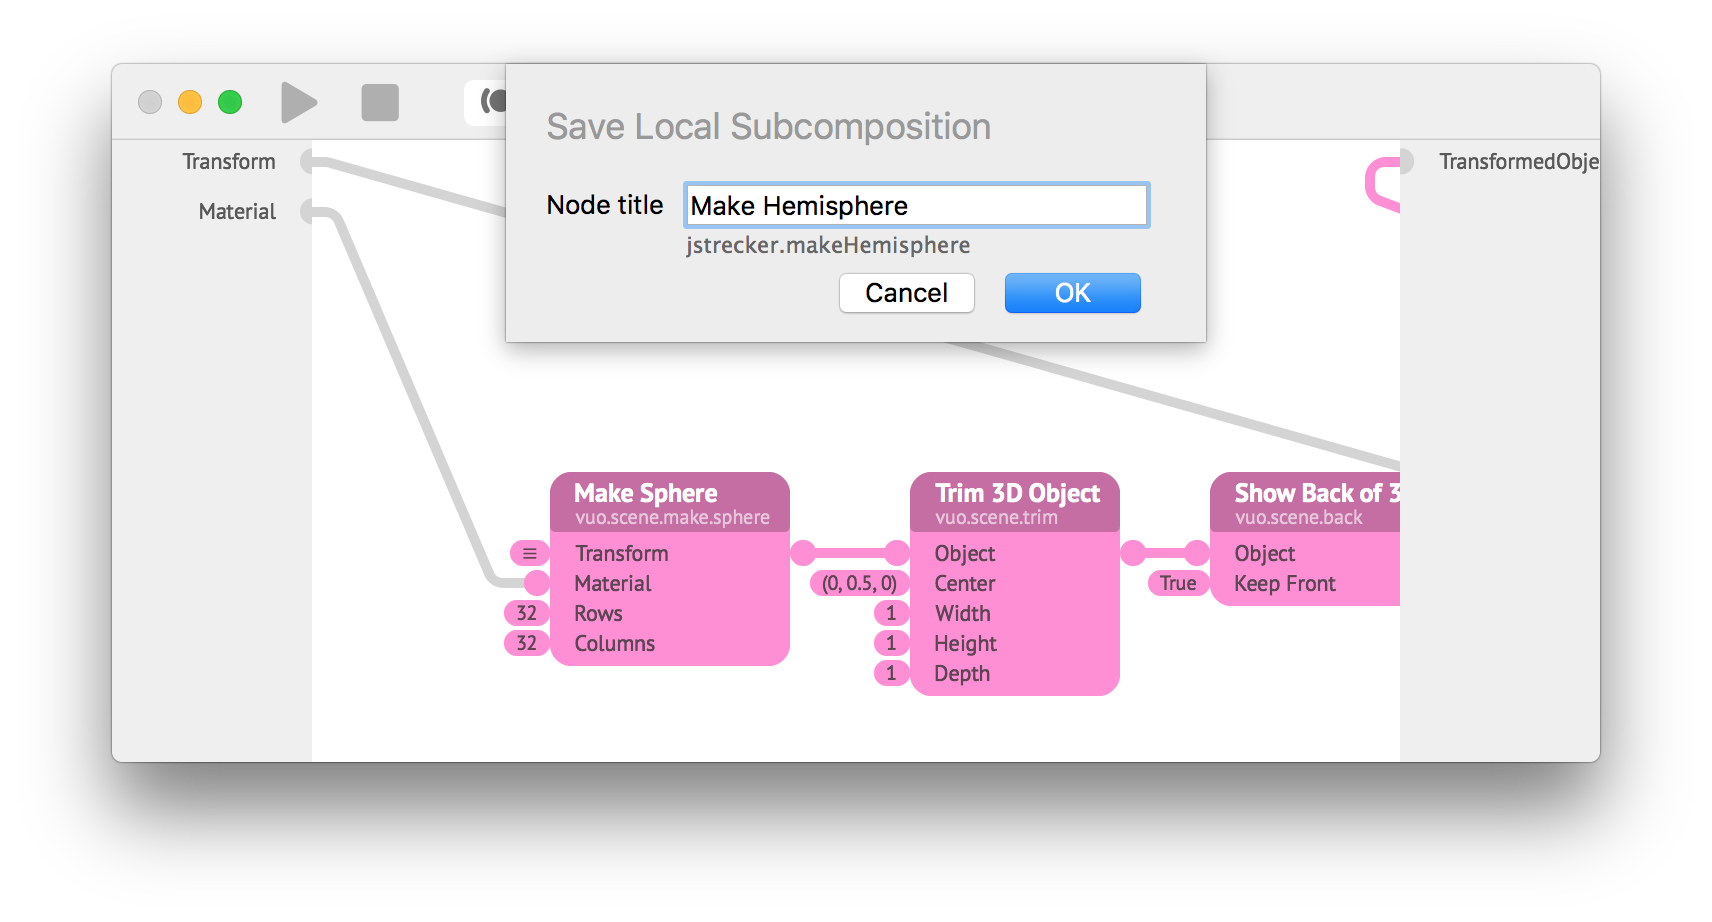 Save Local Subcomposition
Node title Make Hemisphere
jstrecker.makeHemisphere
Cancel OK
Transform
Material
TransformedObje
Make Sphere
vuo.scene.make.sphere
Transform
Material
32 Rows
32 Columns
Trim 3D Object
vuo.scene.trim
Object
(0, 0.5, 0) Center
1 Width
1 Height
1 Depth
Show Back of 3
vuo.scene.back
Object
True Keep Front